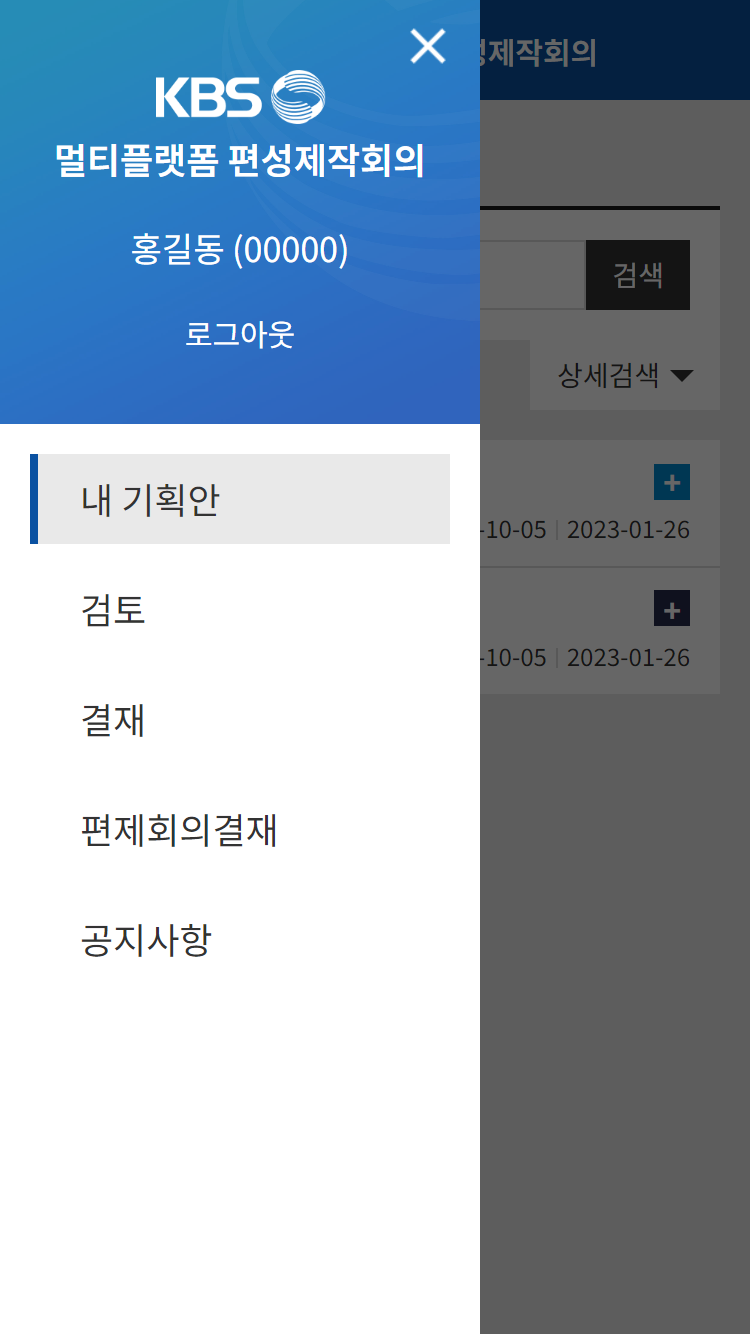 KBS
멀티플랫폼 편성제작회의
홍길동 (00000)
로그아웃
내 기획안
검토
결재
편제회의결재
공지사항
제작회의
검색
상세검색
-10-05 | 2023-01-26
-10-05 | 2023-01-26